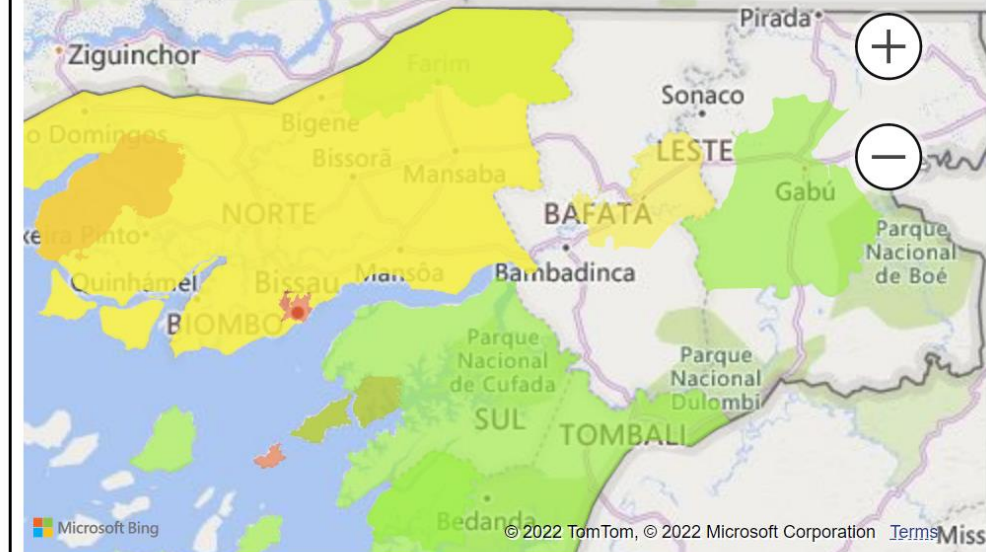 Pirada
Ziguinchor
Farim
Sonaco
Bigene
o Domingos
LESTE
Bissorã
Mansaba
Gabú
NORTE
BAFATÁ
xeira Pinto
Parque
Nacional
de Boé
Quinhámel
Bissau
Mansôa
Bambadinca
BIOMBO
Parque
Nacional
de Cufada
Parque
Nacional
Dulombi
SUL
TOMBALI
Bedanda
Microsoft Bing
© 2022 TomTom, © 2022 Microsoft Corporation Terms
Miss